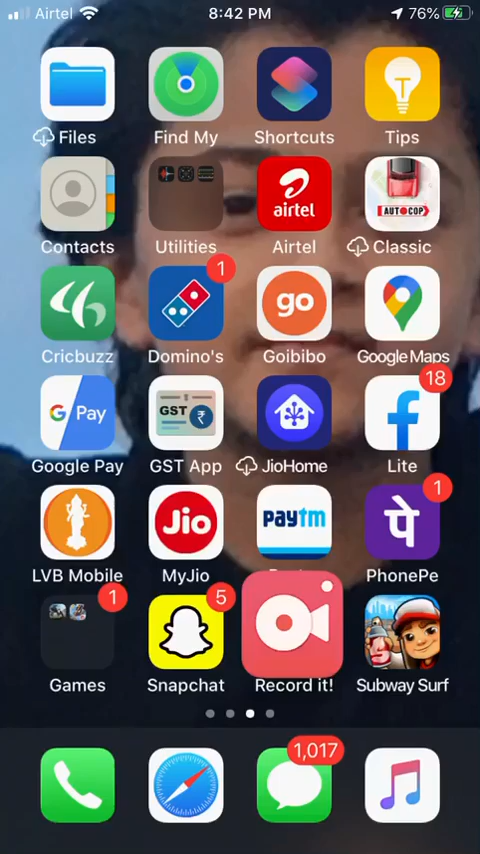 Airtel 8:42 PM 76%
Files Find My Shortcuts Tips
airtel AUTOCOP
Contacts Utilities Airtel Classic
1
go
Cricbuzz Domino's Goibibo Google Maps
18
G Pay GST ₹
Google Pay GST App JioHome Lite
1
Jio paytm पे
LVB Mobile MyJio PhonePe
1 5
Games Snapchat Record it! Subway Surf
1,017